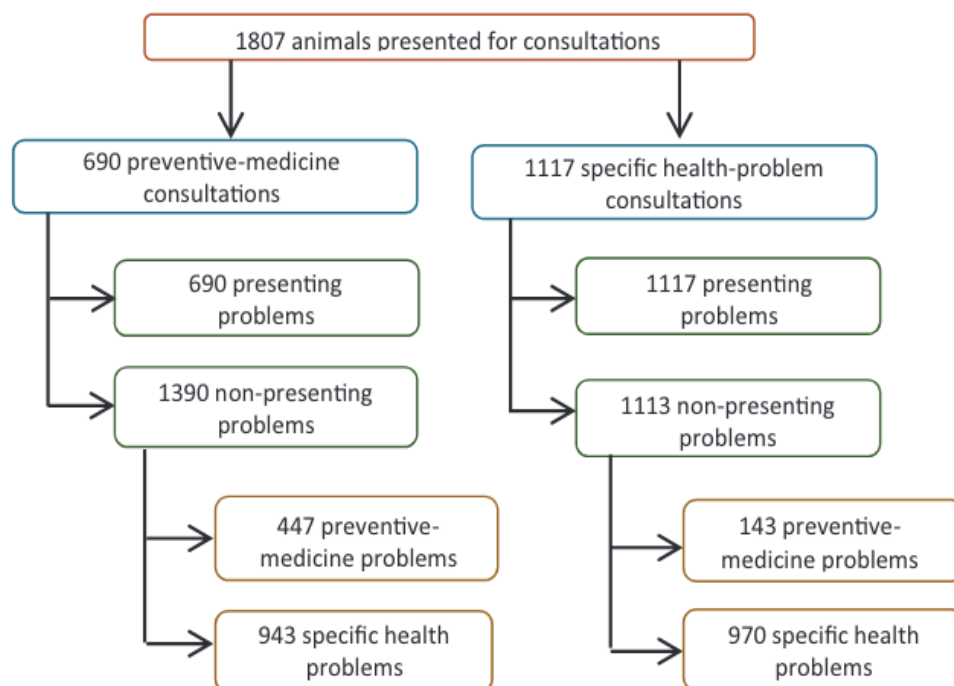 1807 animals presented for consultations
690 preventive-medicine
consultations
1117 specific health-problem
consultations
690 presenting
problems
1117 presenting
problems
1390 non-presenting
problems
1113 non-presenting
problems
447 preventive-
medicine problems
143 preventive-
medicine problems
943 specific health
problems
970 specific health
problems